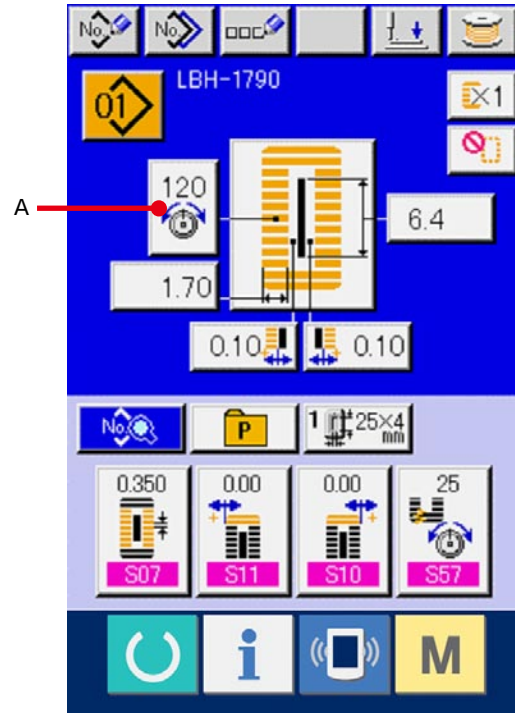 No.
No.
LBH-1790
01
×1
A
120
6.4
1.70
0.10
0.10
No.
P
1
25×4
mm
0.350
0.00
0.00
25
S07
S11
S10
S57
i
M